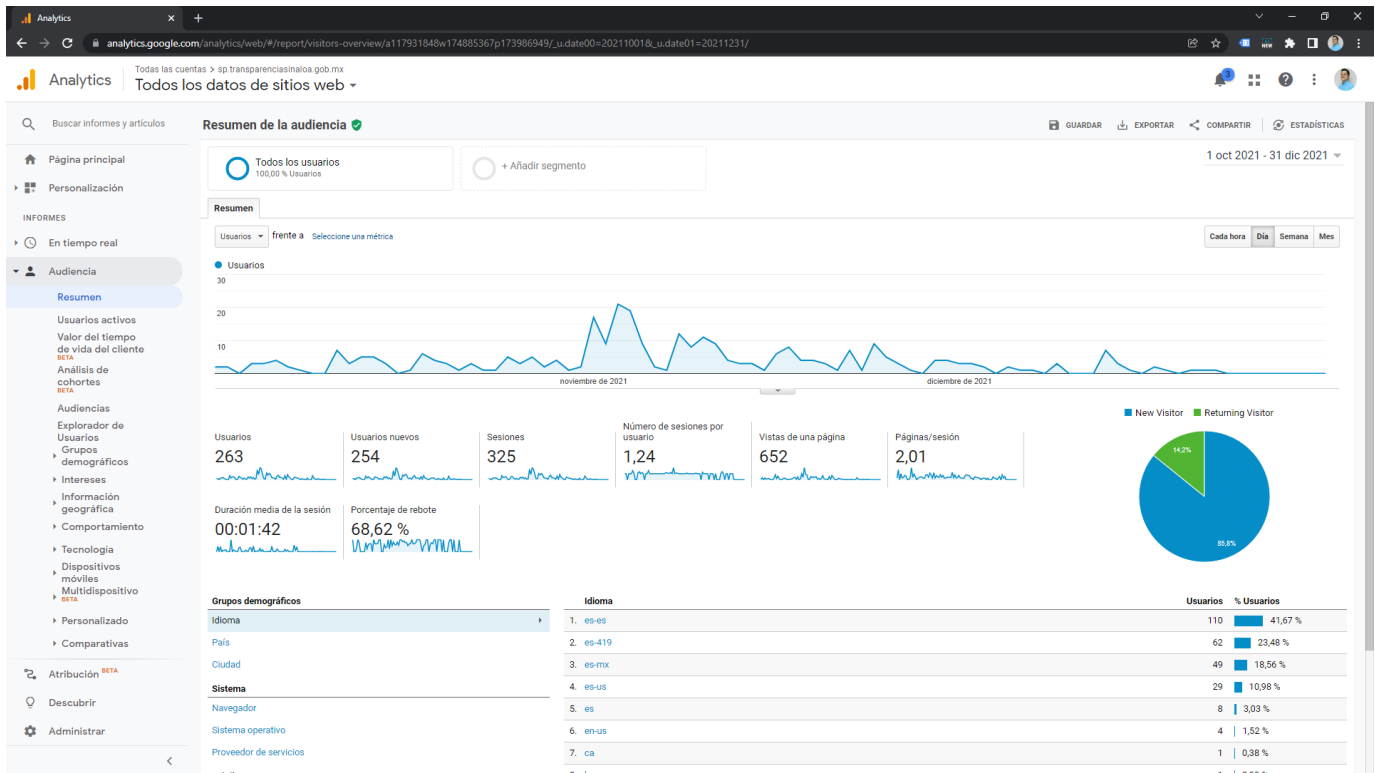 Analytics
analytics.google.com/analytics/web/#/report/visitors-overview/a117931848w174885367p173986949/_u.date00=20211001&_u.date01=20211231/
NEW
Analytics
Todas las cuentas > sp.transparenciasinaloa.gob.mx
Todos los datos de sitios web
3
Buscar informes y artículos
Página principal
Personalización
INFORMES
En tiempo real
Audiencia
Resumen
Usuarios activos
Valor del tiempo
de vida del cliente
BETA
Análisis de
cohortes
BETA
Audiencias
Explorador de
Usuarios
Grupos
demográficos
Intereses
Información
geográfica
Comportamiento
Tecnología
Dispositivos
móviles
Multidispositivo
BETA
Personalizado
Comparativas
Atribución BETA
Descubrir
Administrar
Resumen de la audiencia
GUARDAR
EXPORTAR
COMPARTIR
ESTADÍSTICAS
Todos los usuarios
100,00 % Usuarios
+ Añadir segmento
1 oct 2021 - 31 dic 2021
Resumen
Usuarios frente a Seleccione una métrica
Cada hora Día Semana Mes
Usuarios
30
20
10
noviembre de 2021
diciembre de 2021
New Visitor Returning Visitor
14,2%
85,8%
Usuarios
263
Usuarios nuevos
254
Sesiones
325
Número de sesiones por
usuario
1,24
Vistas de una página
652
Páginas/sesión
2,01
Duración media de la sesión
00:01:42
Porcentaje de rebote
68,62 %
Grupos demográficos
Idioma
País
Ciudad
Sistema
Navegador
Sistema operativo
Proveedor de servicios
Idioma Usuarios % Usuarios
1. es-es 110 41,67 %
2. es-419 62 23,48 %
3. es-mx 49 18,56 %
4. es-us 29 10,98 %
5. es 8 3,03 %
6. en-us 4 1,52 %
7. ca 1 0,38 %